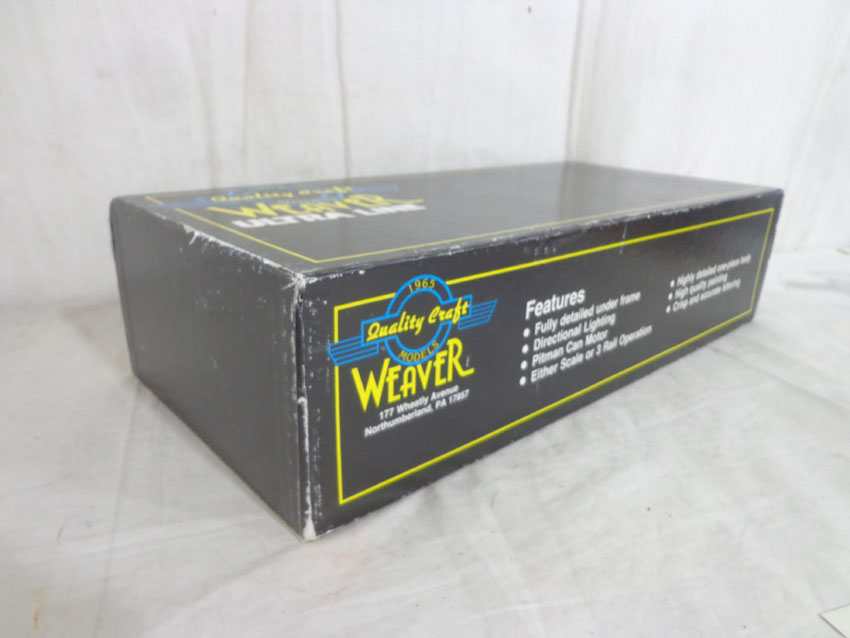 Quality Craft
WEAVER
ULTRA LINE
1965
Quality Craft
MODELS
WEAVER
177 Wheatly Avenue
Northumberland, PA 17857
Features
• Fully detailed under frame
• Directional Lighting
• Pitman Can Motor
• Either Scale or 3 Rail Operation
• Highly detailed one-piece body
• High quality painting
• Crisp and accurate lettering